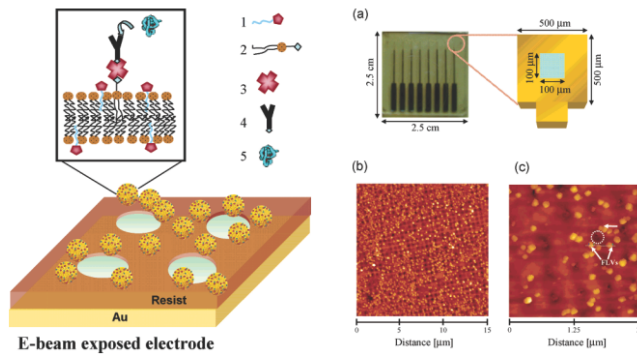 1
2
3
4
5
Resist
Au
E-beam exposed electrode
(a)
2.5 cm
2.5 cm
500 μm
500 μm
100 μm
100 μm
(b)
0 5 10 15
Distance [μm]
(c)
FLVs
0 1.25
Distance [μm]